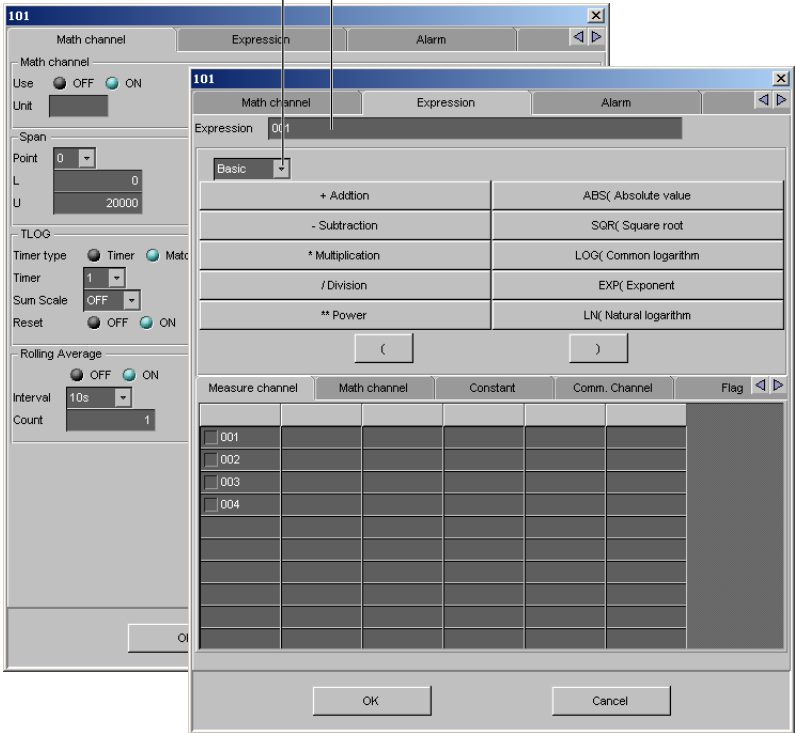 101
Math channel Expression Alarm
Math channel
Use OFF ON
Unit
Span
Point 0
L 0
U 20000
TLOG
Timer type Timer
Timer 1
Sum Scale OFF
Reset OFF ON
Rolling Average
OFF ON
Interval 10s
Count 1
101
Math channel Expression Alarm
Expression 001
Basic
+ Addtion ABS( Absolute value
- Subtraction SQR( Square root
* Multiplication LOG( Common logarithm
/ Division EXP( Exponent
** Power LN( Natural logarithm
( )
Measure channel Math channel Constant Comm. Channel Flag
001
002
003
004
OK Cancel